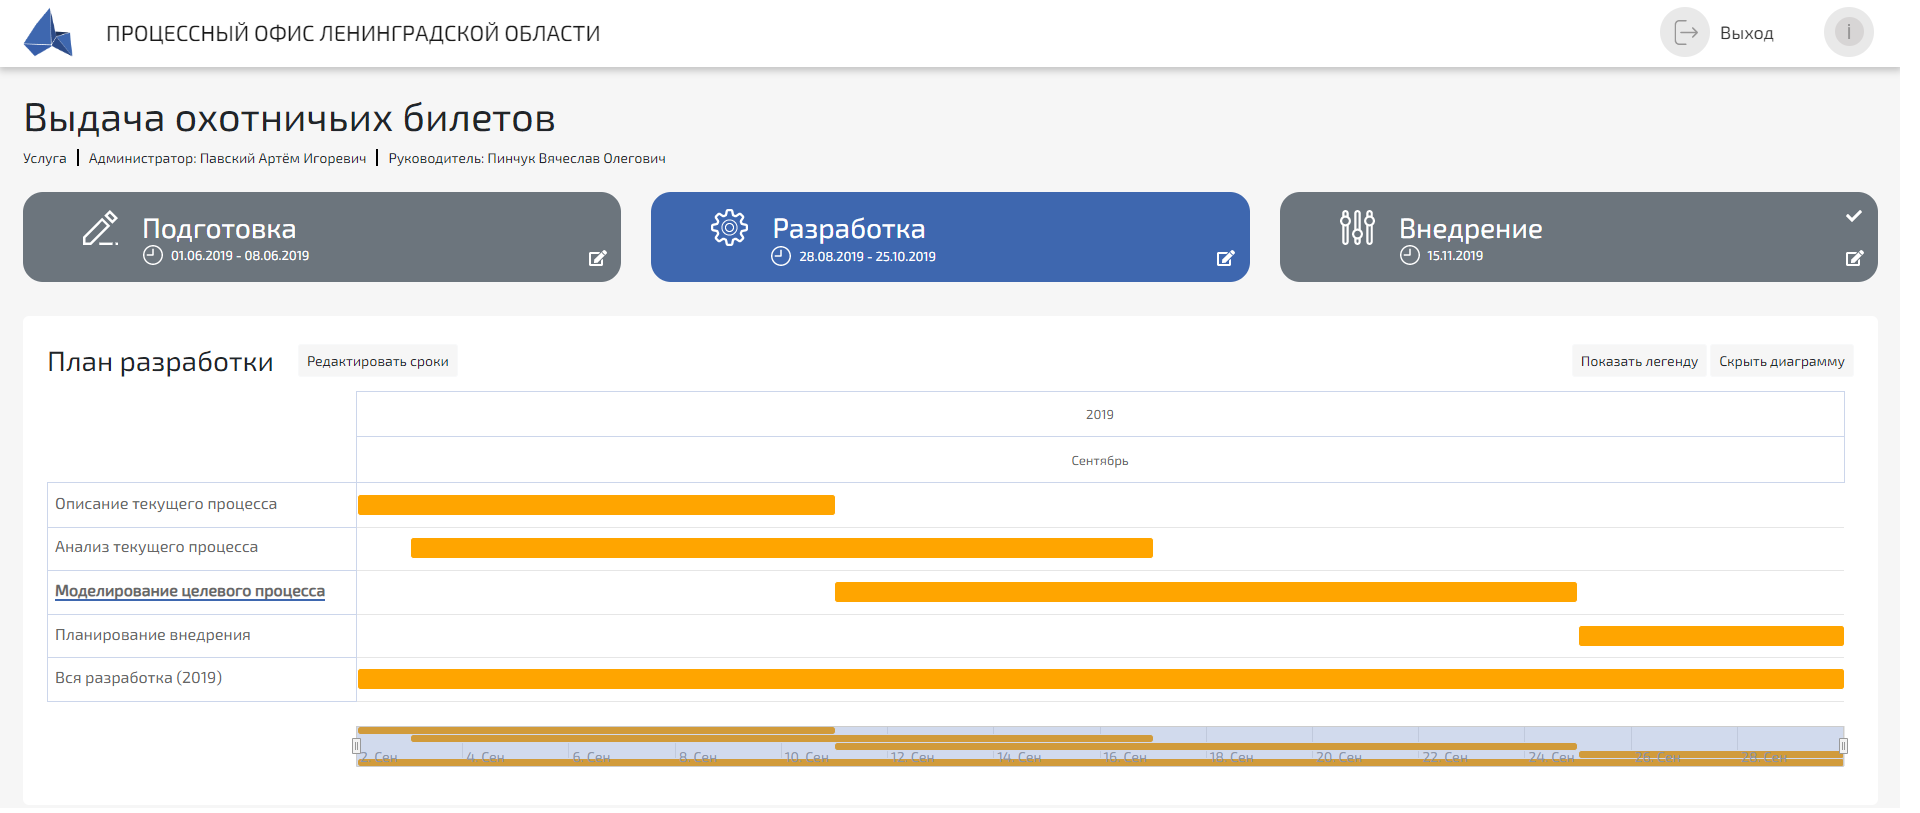 ПРОЦЕССНЫЙ ОФИС ЛЕНИНГРАДСКОЙ ОБЛАСТИ
Выход
i
Выдача охотничьих билетов
Услуга | Администратор: Павский Артём Игоревич | Руководитель: Пинчук Вячеслав Олегович
Подготовка
01.06.2019 - 08.06.2019
Разработка
28.08.2019 - 25.10.2019
Внедрение
15.11.2019
План разработки
Редактировать сроки
Показать легенду
Скрыть диаграмму
2019
Сентябрь
Описание текущего процесса
Анализ текущего процесса
Моделирование целевого процесса
Планирование внедрения
Вся разработка (2019)
2. Сен 4. Сен 6. Сен 8. Сен 10. Сен 12. Сен 14. Сен 16. Сен 18. Сен 20. Сен 22. Сен 24. Сен 26. Сен 28. Сен